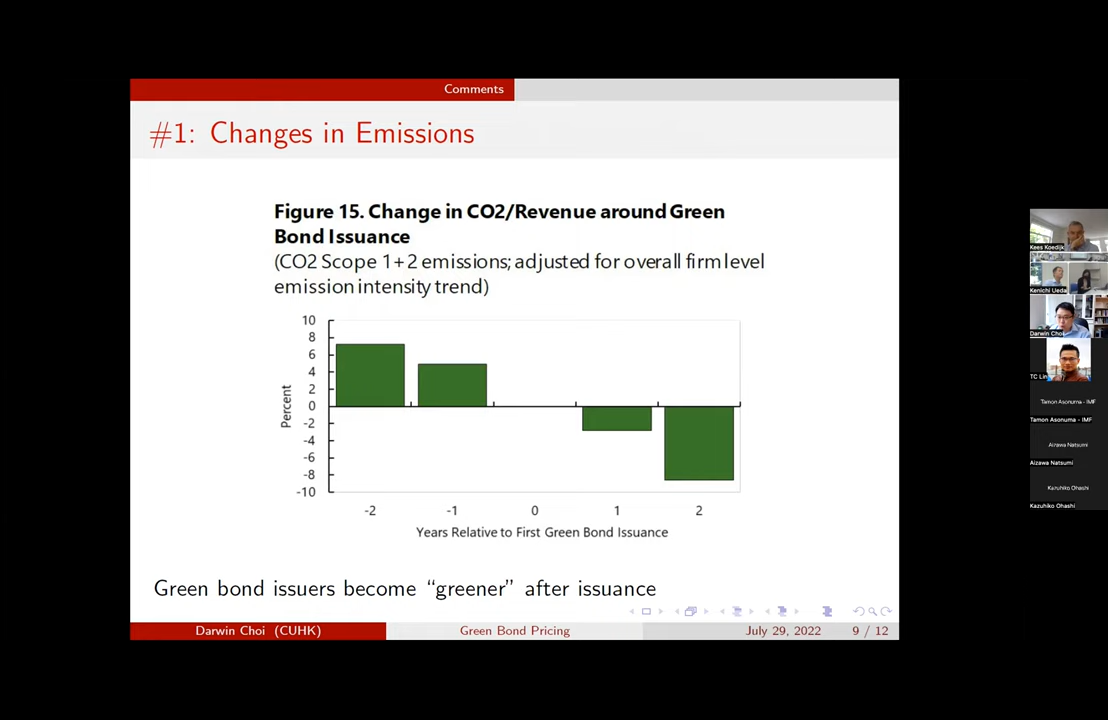 Comments
#1: Changes in Emissions
Figure 15. Change in CO2/Revenue around Green
Bond Issuance
(CO2 Scope 1+2 emissions; adjusted for overall firm level
emission intensity trend)
10
8
6
4
2
0
-2
-4
-6
-8
-10
Percent
-2 -1 0 1 2
Years Relative to First Green Bond Issuance
Green bond issuers become “greener” after issuance
Darwin Choi (CUHK) Green Bond Pricing July 29, 2022 9 / 12
Kees Koedijk
Kenichi Ueda
Darwin Choi
TC Lin
Tamon Asonuma - IMF
Tamon Asonuma - IMF
Aizawa Natsumi
Aizawa Natsumi
Kazuhiko Ohashi
Kazuhiko Ohashi